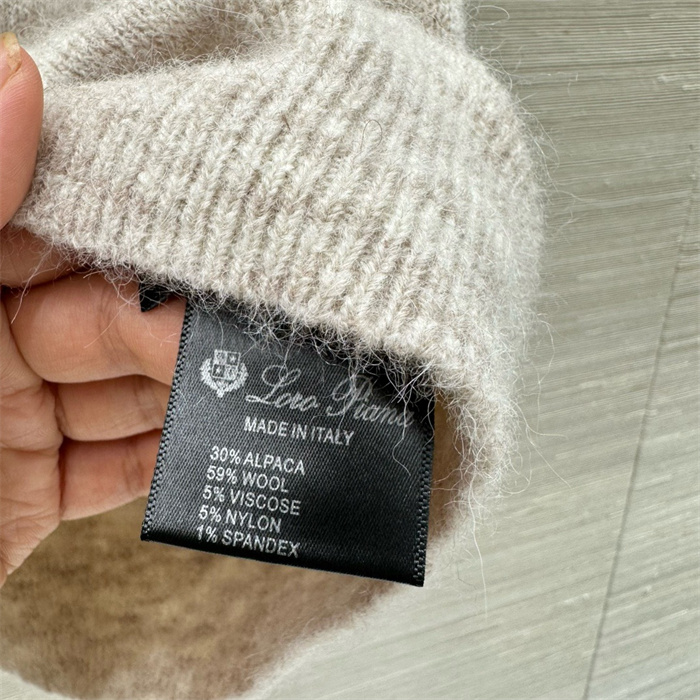 Loro Piana
MADE IN ITALY
30% ALPACA
59% WOOL
5% VISCOSE
5% NYLON
1% SPANDEX